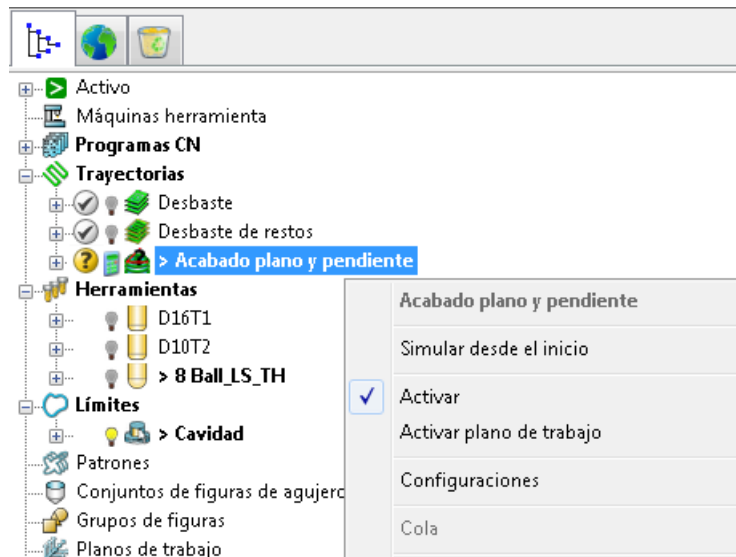 Activo
Máquinas herramienta
Programas CN
Trayectorias
Desbaste
Desbaste de restos
> Acabado plano y pendiente
Herramientas
D16T1
D10T2
> 8 Ball_LS_TH
Límites
> Cavidad
Patrones
Conjuntos de figuras de agujerc
Grupos de figuras
Planos de trabajo
Acabado plano y pendiente
Simular desde el inicio
Activar
Activar plano de trabajo
Configuraciones
Cola